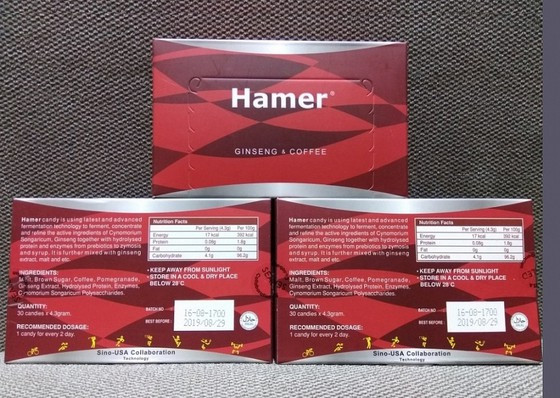 Hamer®
GINSENG & COFFEE
Hamer candy is using latest and advanced
fermentation technology to ferment, concentrate
and refine the active ingredients of Cynomorium
Songaricum, Ginseng together with hydrolysed
protein and enzymes from prebiotics to zymosis
and syrup. It is further mixed with ginseng
extract, malt and etc.
INGREDIENTS:
Malt, Brown Sugar, Coffee, Pomegranate,
Ginseng Extract, Hydrolysed Protein, Enzymes,
Cynomorium Songaricum Polysaccharides.
QUANTITY:
30 candies x 4.3gram.
RECOMMENDED DOSAGE:
1 candy for every 2 day.
Nutrition Facts
Per Serving (4.3g) Per 100g
Energy 17 kcal 392 kcal
Protein 0.08g 1.8g
Fat 0g 0g
Carbohydrate 4.1g 96.2g
• KEEP AWAY FROM SUNLIGHT
• STORE IN A COOL & DRY PLACE
BELOW 28°C
BATCH NO
16-08-1700
BEST BEFORE
2019/08/29
Sino-USA Collaboration
Technology
Hamer candy is using latest and advanced
fermentation technology to ferment, concentrate
and refine the active ingredients of Cynomorium
Songaricum, Ginseng together with hydrolysed
protein and enzymes from prebiotics to zymosis
and syrup. It is further mixed with ginseng
extract, malt and etc.
INGREDIENTS:
Malt, Brown Sugar, Coffee, Pomegranate,
Ginseng Extract, Hydrolysed Protein, Enzymes,
Cynomorium Songaricum Polysaccharides.
QUANTITY:
30 candies x 4.3gram.
RECOMMENDED DOSAGE:
1 candy for every 2 day.
Nutrition Facts
Per Serving (4.3g) Per 100g
Energy 17 kcal 392 kcal
Protein 0.08g 1.8g
Fat 0g 0g
Carbohydrate 4.1g 96.2g
• KEEP AWAY FROM SUNLIGHT
• STORE IN A COOL & DRY PLACE
BELOW 28°C
BATCH NO
16-08-1700
BEST BEFORE
2019/08/29
Sino-USA Collaboration
Technology